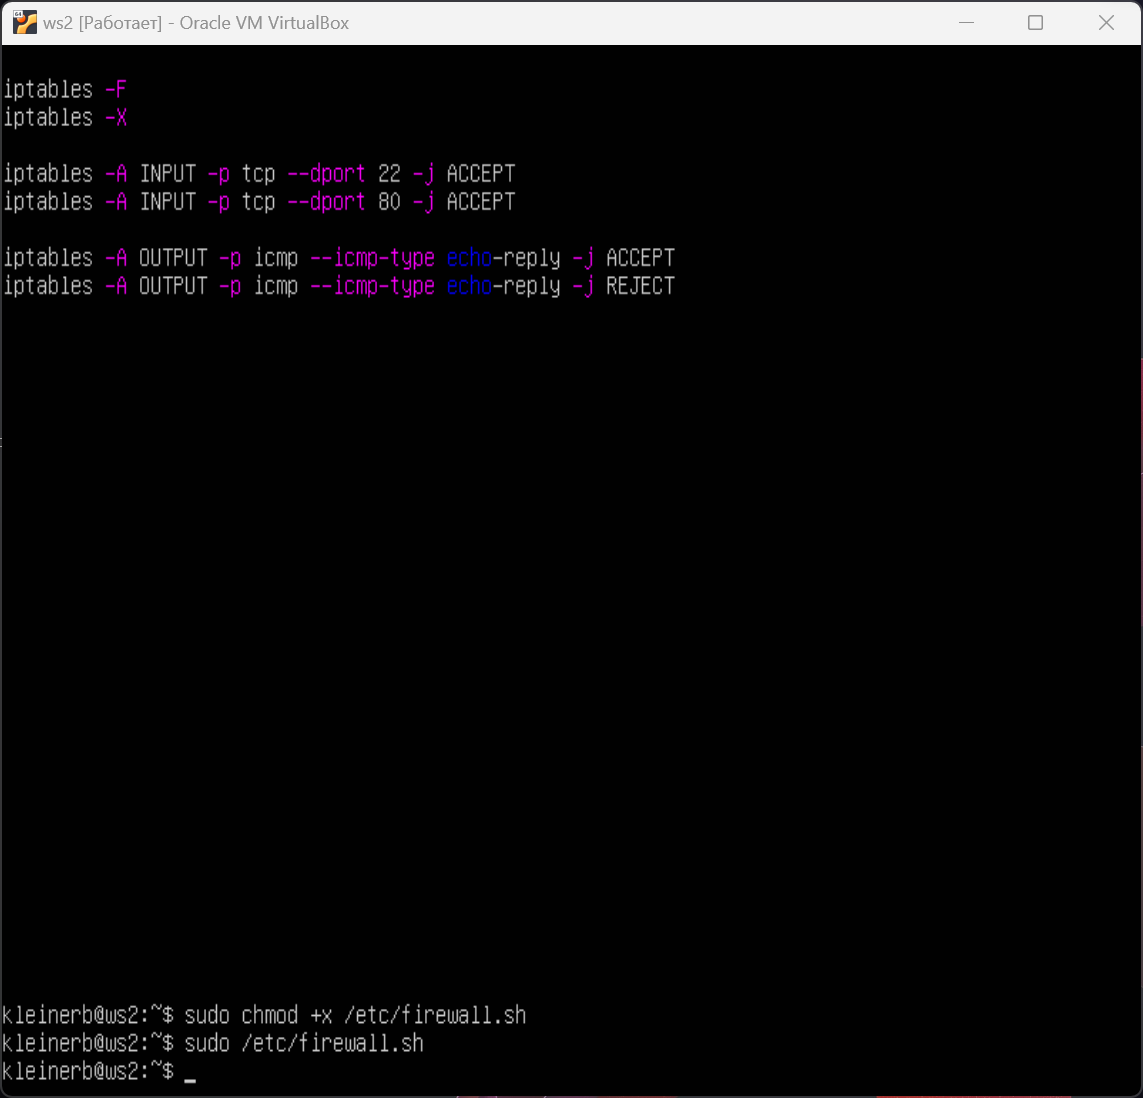 ws2 [Работает] - Oracle VM VirtualBox
iptables -F
iptables -X
iptables -A INPUT -p tcp --dport 22 -j ACCEPT
iptables -A INPUT -p tcp --dport 80 -j ACCEPT
iptables -A OUTPUT -p icmp --icmp-type echo-reply -j ACCEPT
iptables -A OUTPUT -p icmp --icmp-type echo-reply -j REJECT
kleinerb@ws2:~$ sudo chmod +x /etc/firewall.sh
kleinerb@ws2:~$ sudo /etc/firewall.sh
kleinerb@ws2:~$ _